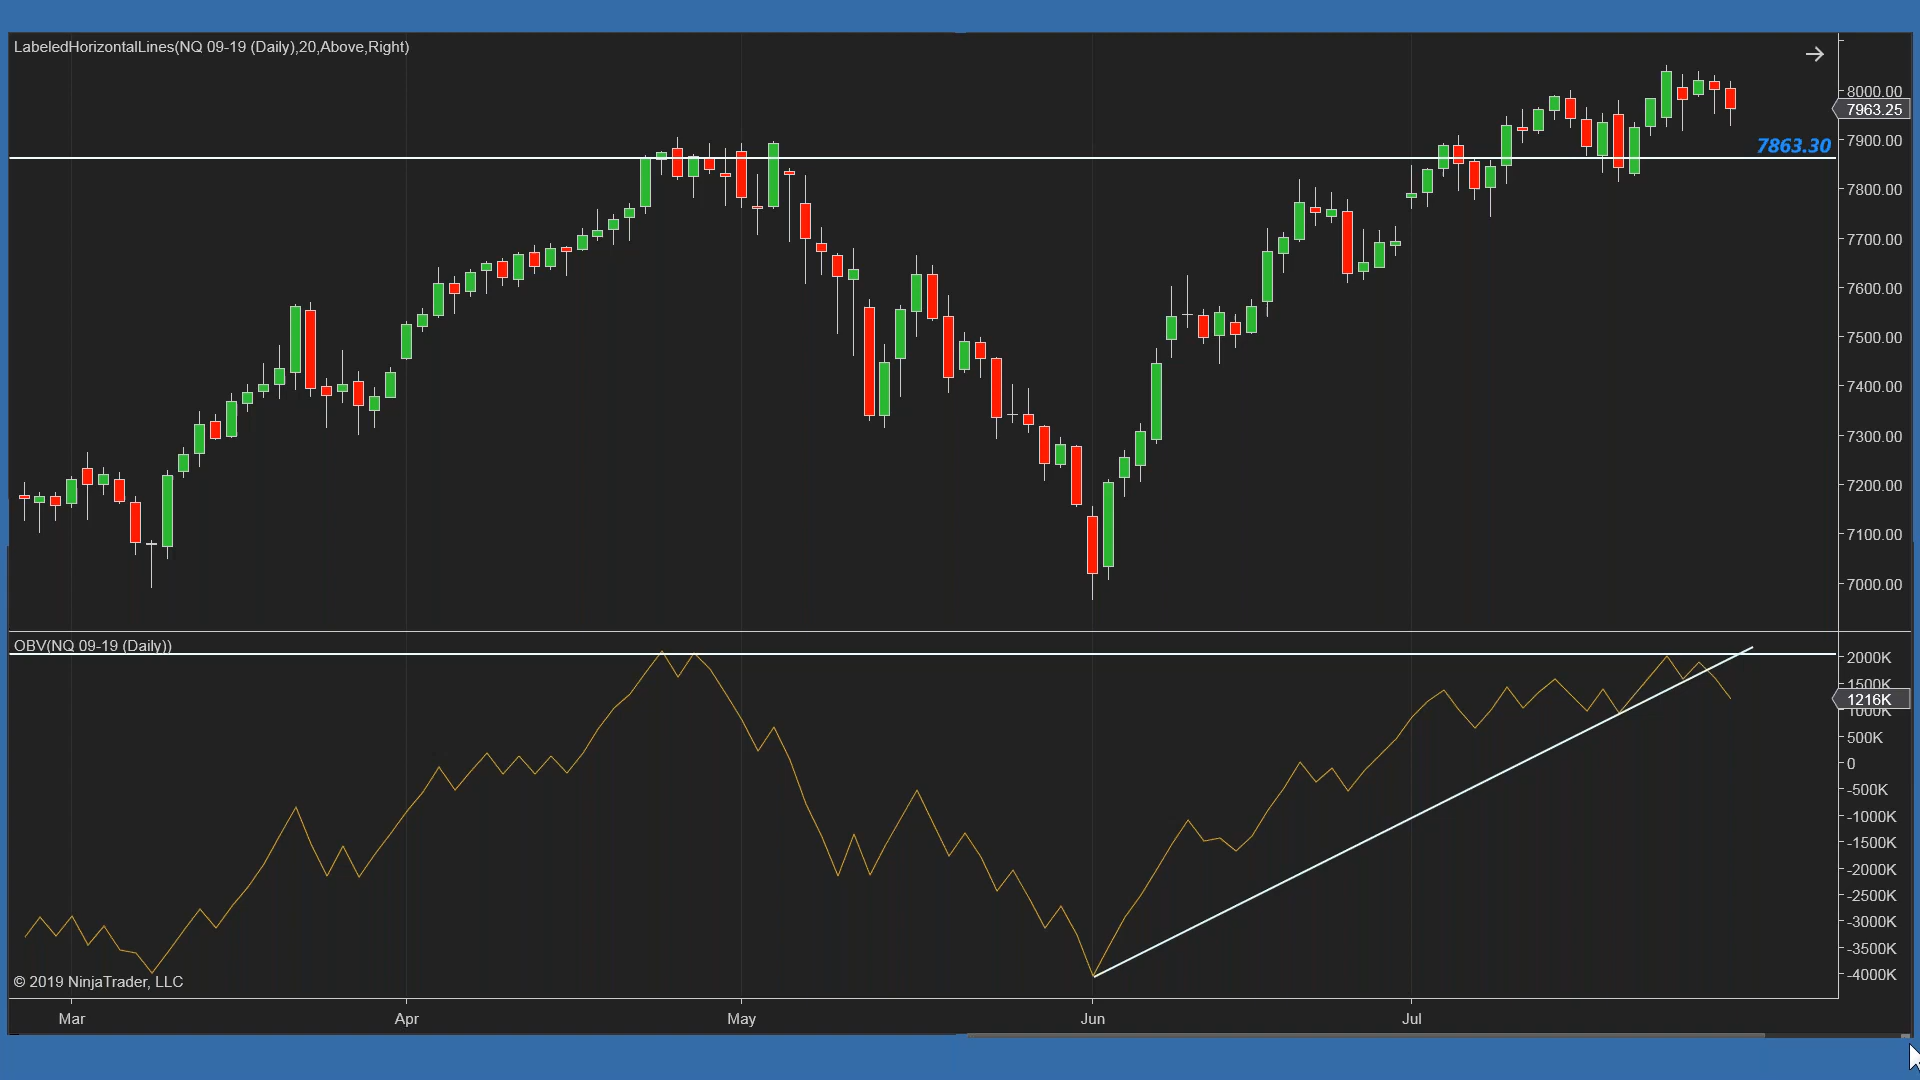 LabeledHorizontalLines(NQ 09-19 (Daily),20,Above,Right)
8000.00
7963.25
7900.00
7863.30
7800.00
7700.00
7600.00
7500.00
7400.00
7300.00
7200.00
7100.00
7000.00
OBV(NQ 09-19 (Daily))
2000K
1500K
1216K
1000K
500K
0
-500K
-1000K
-1500K
-2000K
-2500K
-3000K
-3500K
-4000K
© 2019 NinjaTrader, LLC
Mar Apr May Jun Jul